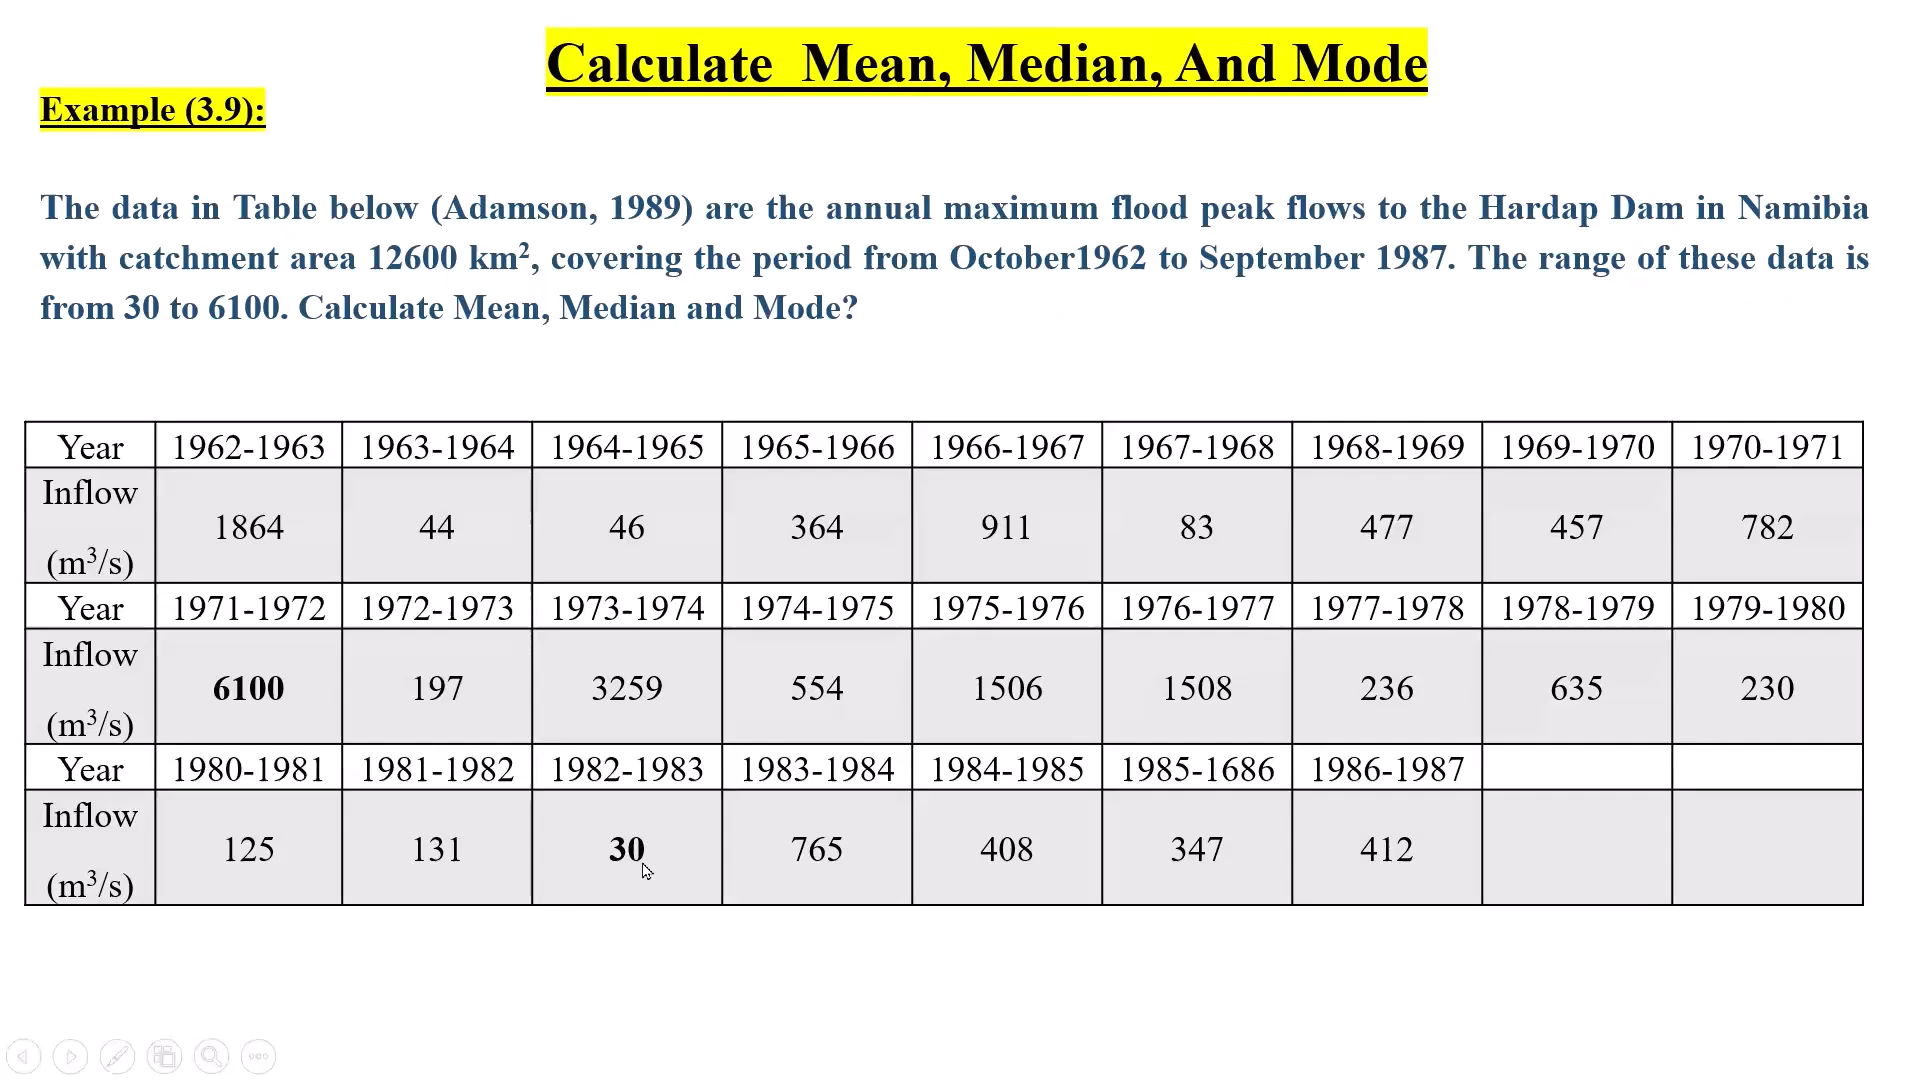 Calculate Mean, Median, And Mode
Example (3.9):
The data in Table below (Adamson, 1989) are the annual maximum flood peak flows to the Hardap Dam in Namibia
with catchment area 12600 km², covering the period from October1962 to September 1987. The range of these data is
from 30 to 6100. Calculate Mean, Median and Mode?
Year 1962-1963 1963-1964 1964-1965 1965-1966 1966-1967 1967-1968 1968-1969 1969-1970 1970-1971
Inflow (m³/s) 1864 44 46 364 911 83 477 457 782
Year 1971-1972 1972-1973 1973-1974 1974-1975 1975-1976 1976-1977 1977-1978 1978-1979 1979-1980
Inflow (m³/s) 6100 197 3259 554 1506 1508 236 635 230
Year 1980-1981 1981-1982 1982-1983 1983-1984 1984-1985 1985-1686 1986-1987
Inflow (m³/s) 125 131 30 765 408 347 412